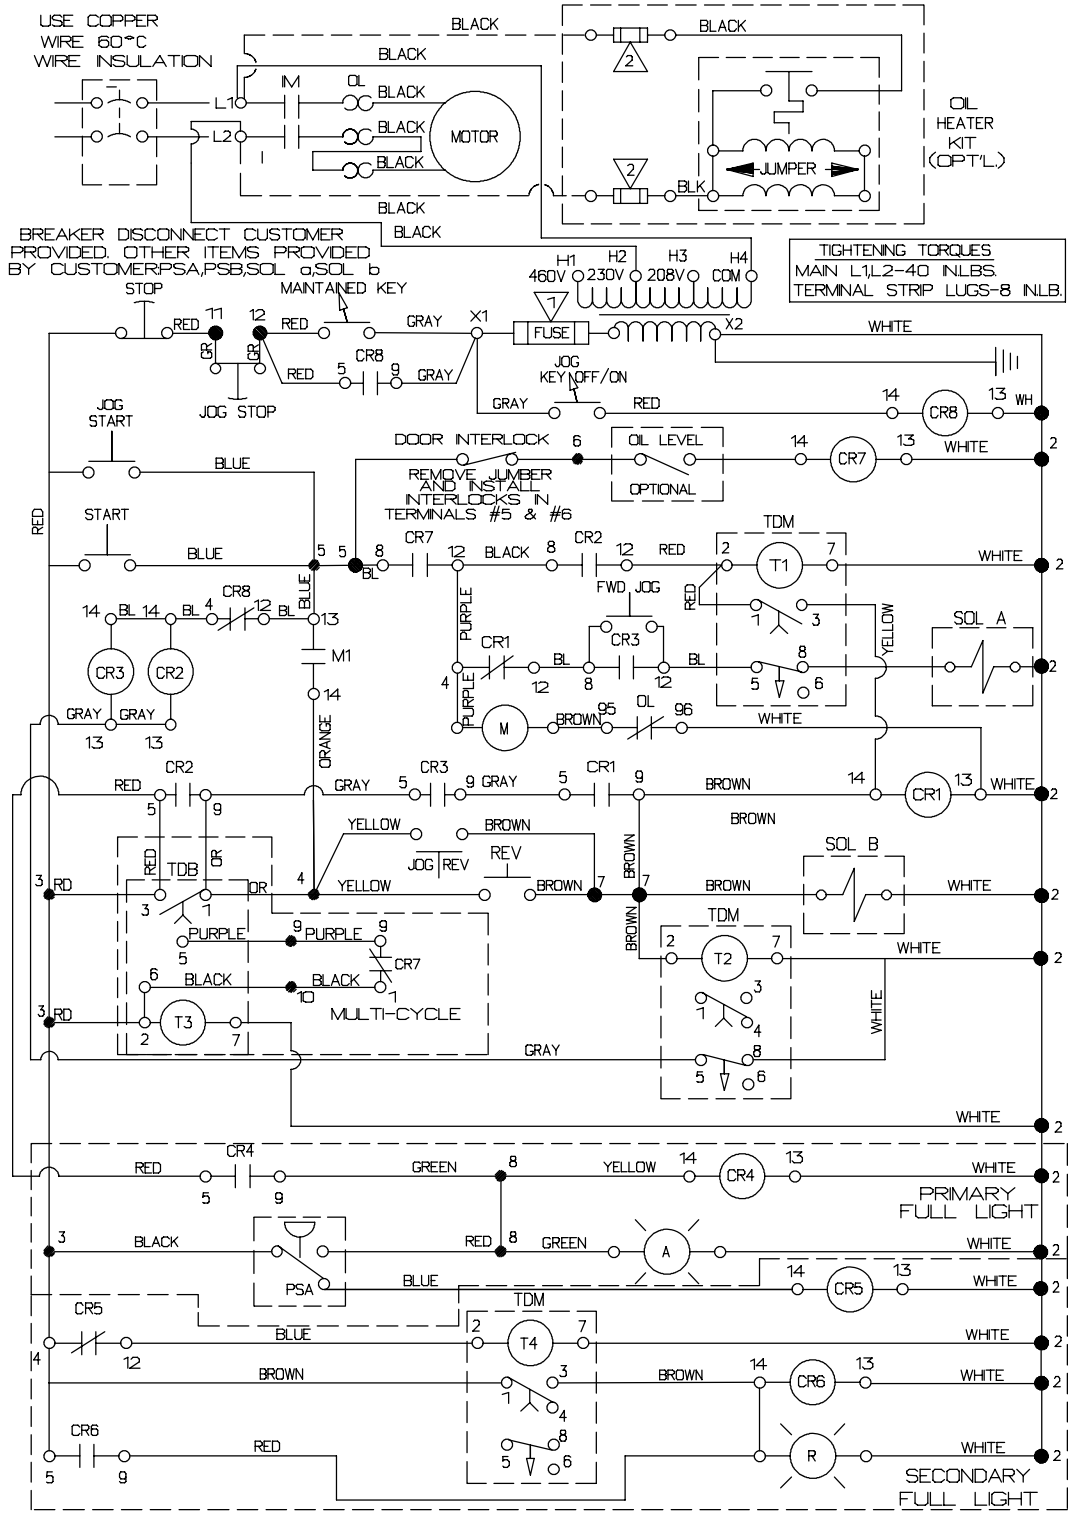 USE COPPER
WIRE 60°C
WIRE INSULATION
BLACK
BLACK
BLACK
2
L1
1M
OL
BLACK
BLACK
BLACK
MOTOR
L2
1
OIL
HEATER
KIT
(OPT'L.)
JUMPER
2
BLK
BLACK
BLACK
BREAKER DISCONNECT CUSTOMER
PROVIDED. OTHER ITEMS PROVIDED
BY CUSTOMER:PSA,PSB,SOL a,SOL b
MAINTAINED KEY
H1 H2 H3 H4
460V 230V 208V COM
TIGHTENING TORQUES
MAIN L1,L2-40 IN.LBS.
TERMINAL STRIP LUGS-8 IN.LB.
STOP
RED 11 12 RED GRAY X1 1 FUSE X2 WHITE
GR GR
RED 5 CR8 9 GRAY
JOG STOP
JOG
KEY OFF/ON
GRAY RED 14 CR8 13 WH
JOG
START
BLUE
DOOR INTERLOCK 6 OIL LEVEL 14 CR7 13 WHITE 2
OPTIONAL
REMOVE JUMBER
AND INSTALL
INTERLOCKS IN
TERMINALS #5 & #6
RED
START
BLUE 5 5 BL 8 CR7 12 BLACK 8 CR2 12 RED
TDM
2 T1 7 WHITE 2
BLUE
PURPLE
FWD JOG
RED
1 3
YELLOW
14 BL 14 BL 4 CR8 12 BL 13
CR3 CR2
M1
14
4 CR1 12 BL 8 CR3 12 BL 5 8 6
SOL A
2
PURPLE
GRAY GRAY
13 13
M BROWN 95 OL 96 WHITE
ORANGE
RED CR2 GRAY 5 CR3 9 GRAY 5 CR1 9 BROWN 14 CR1 13 WHITE 2
5 9
BROWN
YELLOW BROWN
JOG REV
REV
RED OR
TDB
BROWN
SOL B
3 RD 3 1 OR 4 YELLOW BROWN 7 7 BROWN WHITE 2
BROWN
TDM
PURPLE 9 PURPLE 9
5
CR7
2 T2 7 WHITE 2
6 BLACK 10 BLACK 1
MULTI-CYCLE
1 3 4
WHITE
3 RD 2 T3 7
GRAY 5 8 6
WHITE 2
RED CR4 GREEN 8 YELLOW 14 CR4 13 WHITE 2
5 9
PRIMARY
FULL LIGHT
3 BLACK RED 8 GREEN A WHITE 2
PSA BLUE 14 CR5 13 WHITE 2
TDM
CR5
4 12 BLUE 2 T4 7 WHITE 2
BROWN 1 3 4 BROWN 14 CR6 13 WHITE 2
CR6
5 9 RED 5 8 6 R WHITE 2
SECONDARY
FULL LIGHT